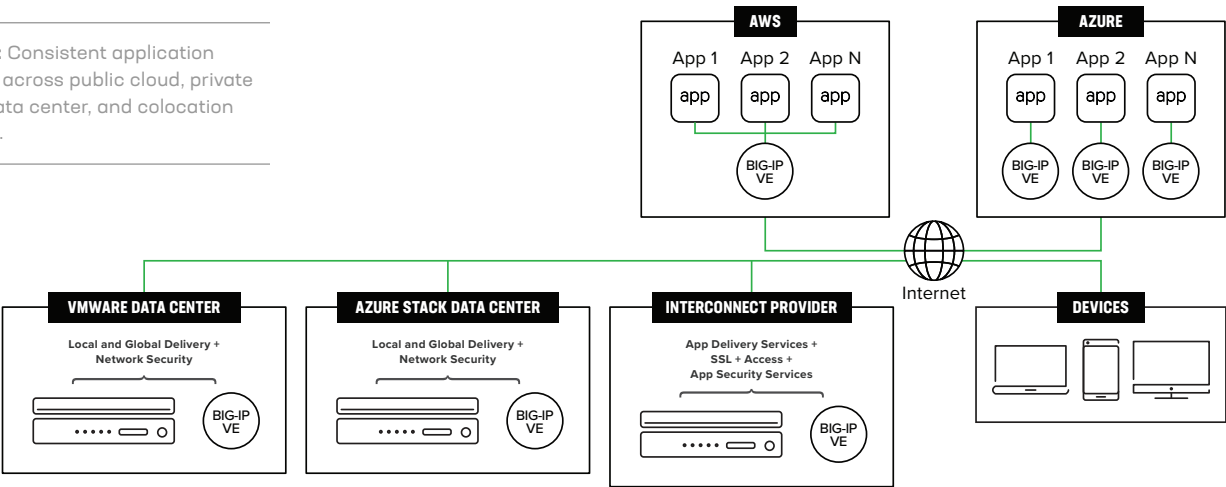 : Consistent application
across public cloud, private
data center, and colocation
.
AWS
App 1 App 2 App N
app app app
BIG-IP
VE
AZURE
App 1 App 2 App N
app app app
BIG-IP BIG-IP BIG-IP
VE VE VE
Internet
VMWARE DATA CENTER
Local and Global Delivery +
Network Security
BIG-IP
VE
AZURE STACK DATA CENTER
Local and Global Delivery +
Network Security
BIG-IP
VE
INTERCONNECT PROVIDER
App Delivery Services +
SSL + Access +
App Security Services
BIG-IP
VE
DEVICES